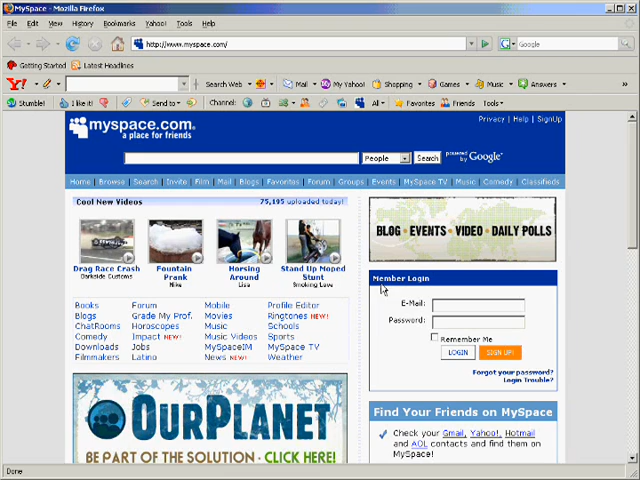 MySpace - Mozilla Firefox
File Edit View History Bookmarks Yahoo! Tools Help
http://www.myspace.com/
Google
Getting Started Latest Headlines
Y! Search Web Mail My Yahoo! Shopping Games Music Answers
Stumble! I like it! Send to Channel: All Favorites Friends Tools
myspace.com®
a place for friends
Privacy | Help | SignUp
People Search powered by Google
Home | Browse | Search | Invite | Film | Mail | Blogs | Favorites | Forum | Groups | Events | MySpace TV | Music | Comedy | Classifieds
Cool New Videos 75,195 uploaded today!
Drag Race Crash
Darkside Customs
Fountain Prank
Nike
Horsing Around
Lisa
Stand Up Moped Stunt
Smoking Love
BLOG • EVENTS • VIDEO • DAILY POLLS
Member Login
E-Mail:
Password:
Remember Me
LOGIN SIGN UP!
Forgot your password?
Login Trouble?
Books Forum Mobile Profile Editor
Blogs Grade My Prof. Movies Ringtones NEW!
ChatRooms Horoscopes Music Schools
Comedy Impact NEW! Music Videos Sports
Downloads Jobs MySpaceIM MySpace TV
Filmmakers Latino News NEW! Weather
OURPLANET
BE PART OF THE SOLUTION • CLICK HERE!
Find Your Friends on MySpace
Check your Gmail, Yahoo!, Hotmail
and AOL contacts and find them on
MySpace!
Done